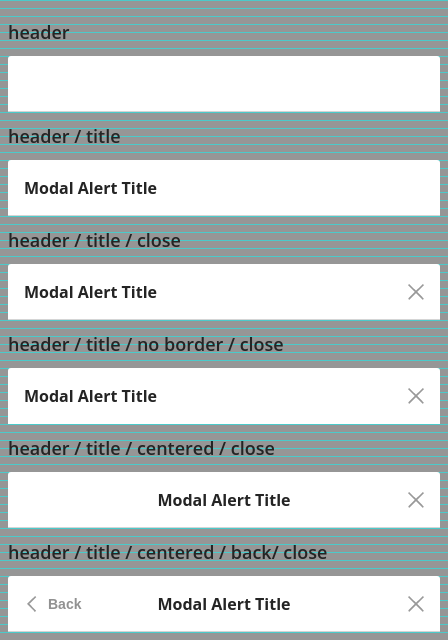 header
header / title
Modal Alert Title
header / title / close
Modal Alert Title
header / title / no border / close
Modal Alert Title
header / title / centered / close
Modal Alert Title
header / title / centered / back/ close
Back Modal Alert Title